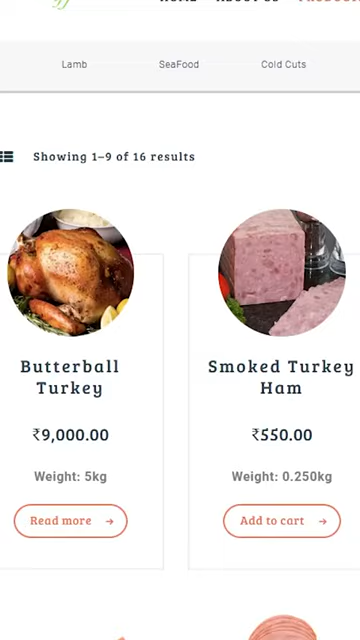 Lamb SeaFood Cold Cuts
Showing 1–9 of 16 results
Butterball
Turkey
₹9,000.00
Weight: 5kg
Read more →
Smoked Turkey
Ham
₹550.00
Weight: 0.250kg
Add to cart →